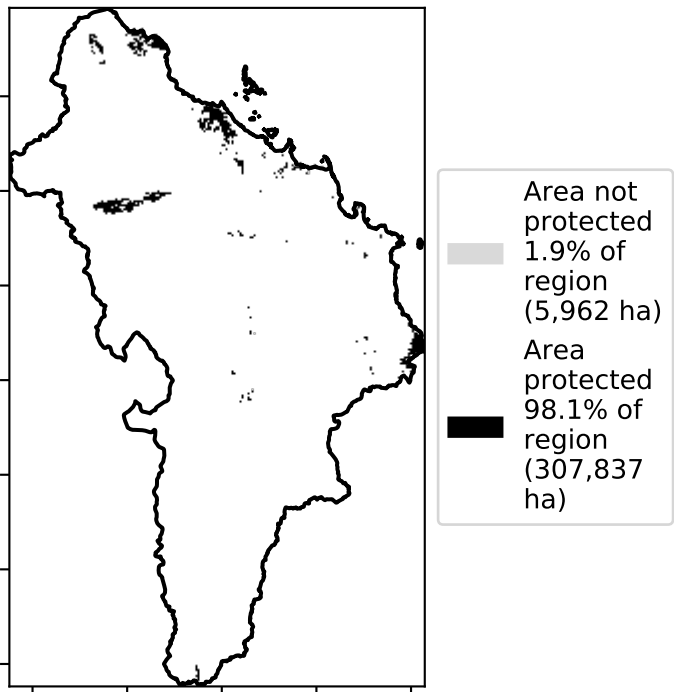 Area not
protected
1.9% of
region
(5,962 ha)
Area
protected
98.1% of
region
(307,837
ha)